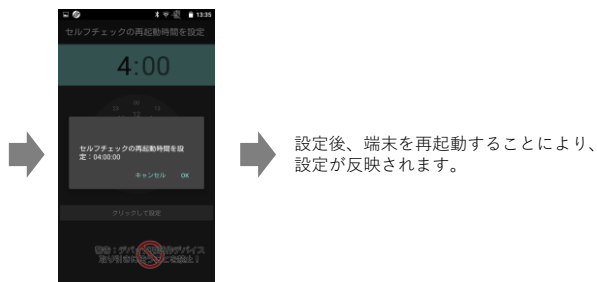 13:35
セルフチェックの再起動時間を設定
4:00
セルフチェックの再起動時間を設
定：04:00:00
キャンセル OK
クリックして設定
取り引き
設定後、端末を再起動することにより、
設定が反映されます。